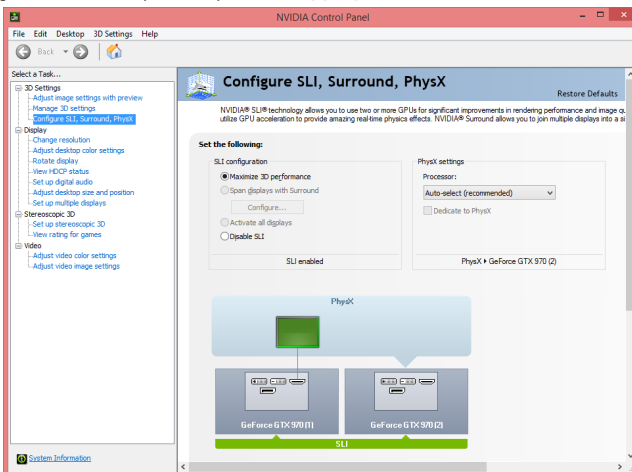 NVIDIA Control Panel
File Edit Desktop 3D Settings Help
Back
Select a Task...
3D Settings
Adjust image settings with preview
Manage 3D settings
Configure SLI, Surround, PhysX
Display
Change resolution
Adjust desktop color settings
Rotate display
View HDCP status
Set up digital audio
Adjust desktop size and position
Set up multiple displays
Stereoscopic 3D
Set up stereoscopic 3D
View rating for games
Video
Adjust video color settings
Adjust video image settings
System Information
Configure SLI, Surround, PhysX
Restore Defaults
NVIDIA® SLI® technology allows you to use two or more GPUs for significant improvements in rendering performance and image qu
utilize GPU acceleration to provide amazing real-time physics effects. NVIDIA® Surround allows you to join multiple displays into a si
Set the following:
SLI configuration
Maximize 3D performance
Span displays with Surround
Configure...
Activate all displays
Disable SLI
SLI enabled
PhysX settings
Processor:
Auto-select (recommended)
Dedicate to PhysX
PhysX GeForce GTX 970 (2)
PhysX
GeForce GTX 970 (1)
GeForce GTX 970 (2)
SLI